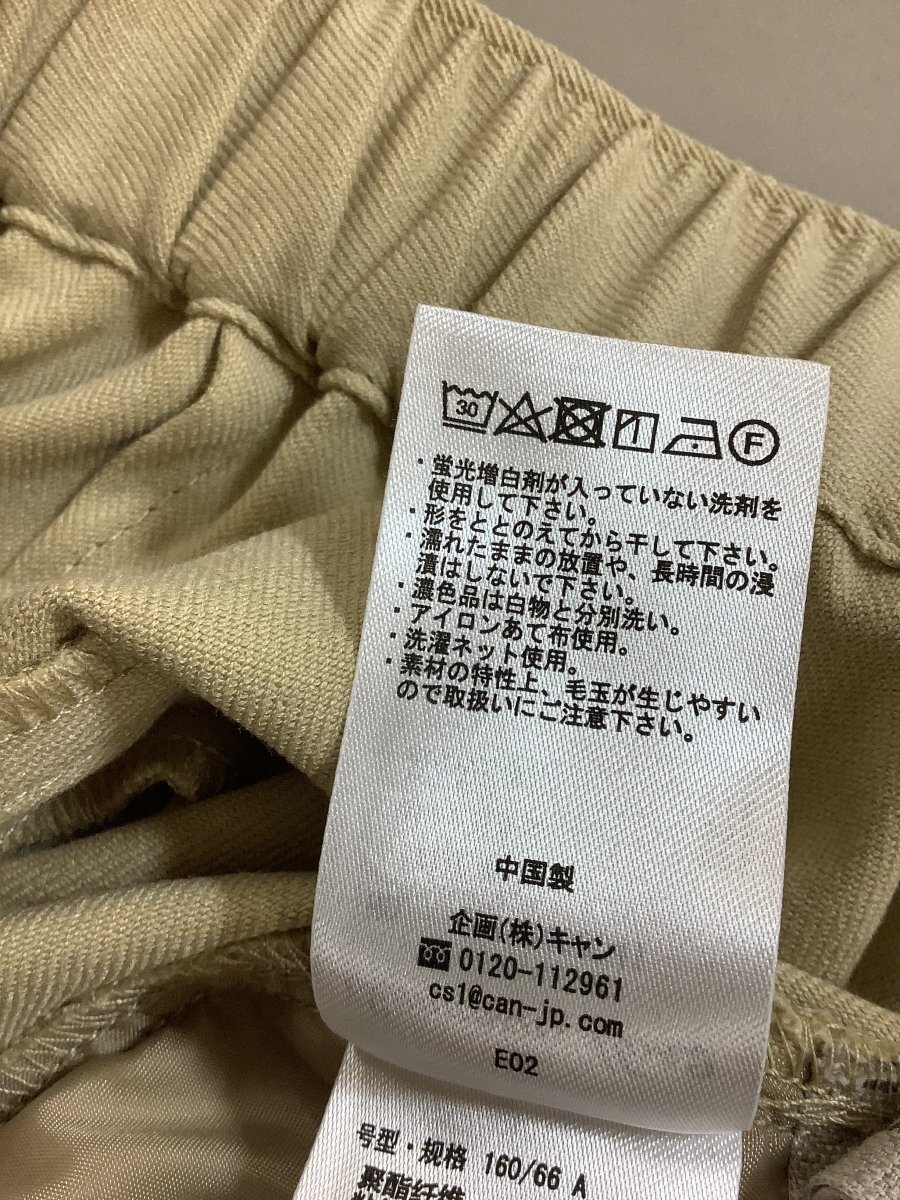 30
F
・蛍光増白剤が入っていない洗剤を
使用して下さい。
・形をととのえてから干して下さい。
・濡れたままの放置や、長時間の浸
漬はしないで下さい。
・濃色品は白物と分別洗い。
・アイロンあて布使用。
・洗濯ネット使用。
・素材の特性上、毛玉が生じやすい
ので取扱いにご注意下さい。
中国製
企画(株)キャン
0120-112961
cs1@can-jp.com
E02
号型・规格 160/66 A
聚酯纤维